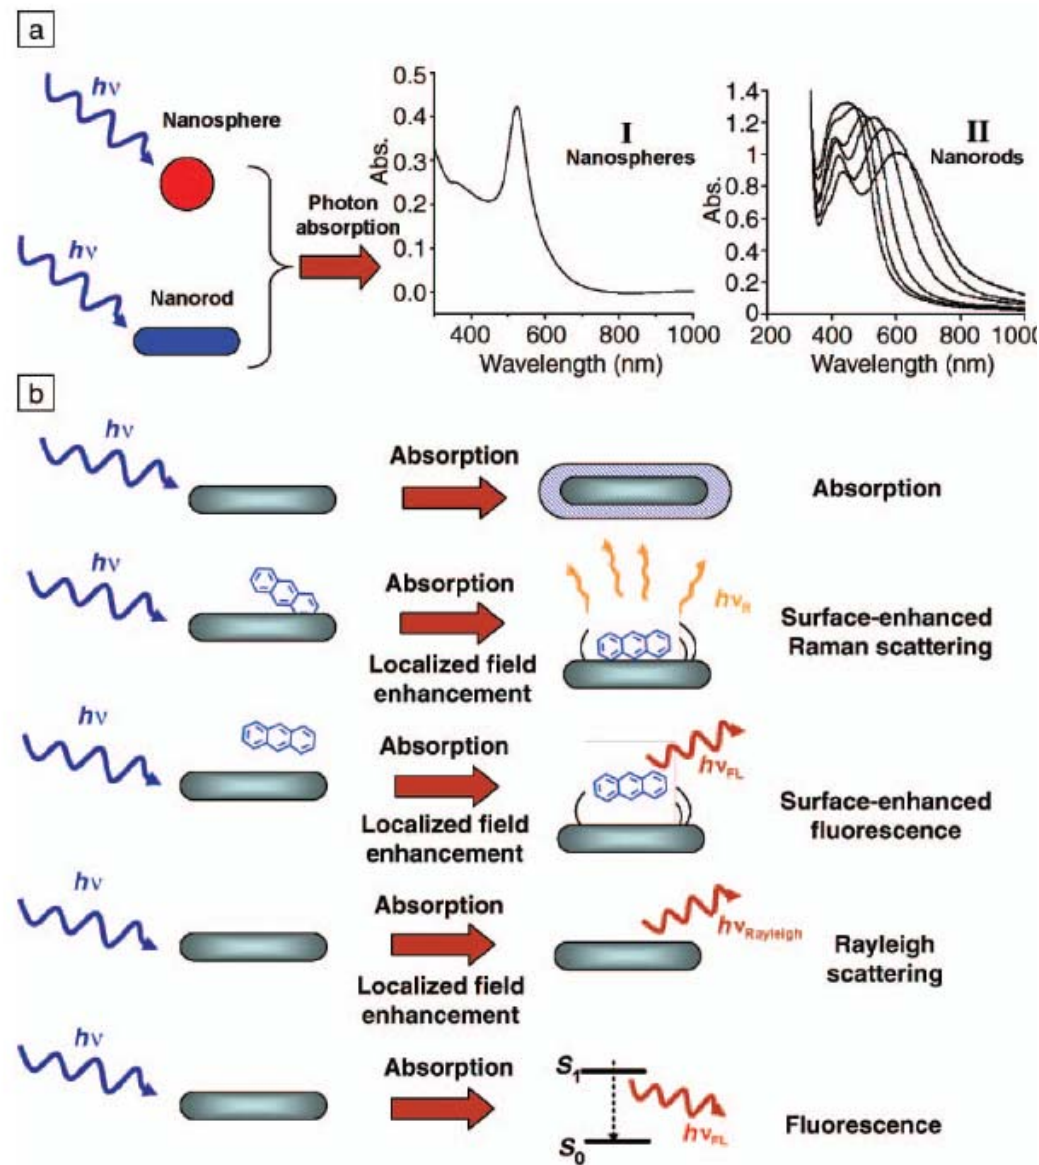 a
hν
Nanosphere
hν
Nanorod
Photon
absorption
Abs.
0.5
0.4
0.3
0.2
0.1
0.0
I
Nanospheres
400 600 800 1000
Wavelength (nm)
Abs.
1.4
1.2
1
0.8
0.6
0.4
0.2
0
II
Nanorods
200 400 600 800 1000
Wavelength (nm)
b
hν
Absorption
Absorption
hν
Absorption
Localized field
enhancement
hνR
Surface-enhanced
Raman scattering
hν
Absorption
Localized field
enhancement
hνFL
Surface-enhanced
fluorescence
hν
Absorption
Localized field
enhancement
hνRayleigh
Rayleigh
scattering
hν
Absorption
S1
S0
hνFL
Fluorescence